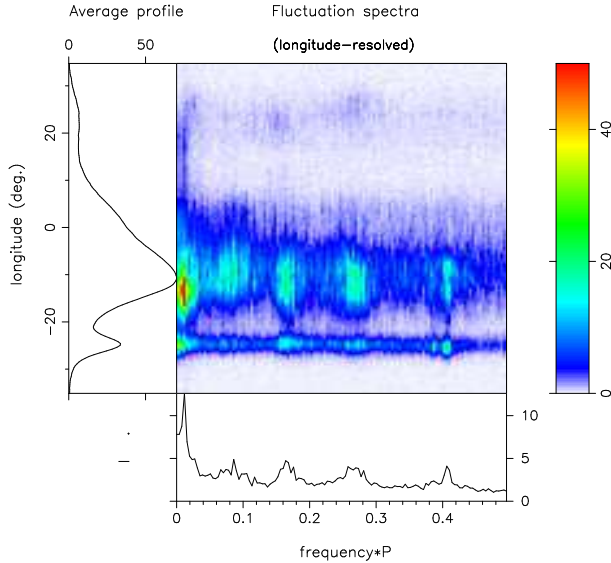 Average profile
Fluctuation spectra
0 50
(longitude−resolved)
longitude (deg.)
20
0
−20
40
20
0
10
5
0
0 0.1 0.2 0.3 0.4
frequency*P